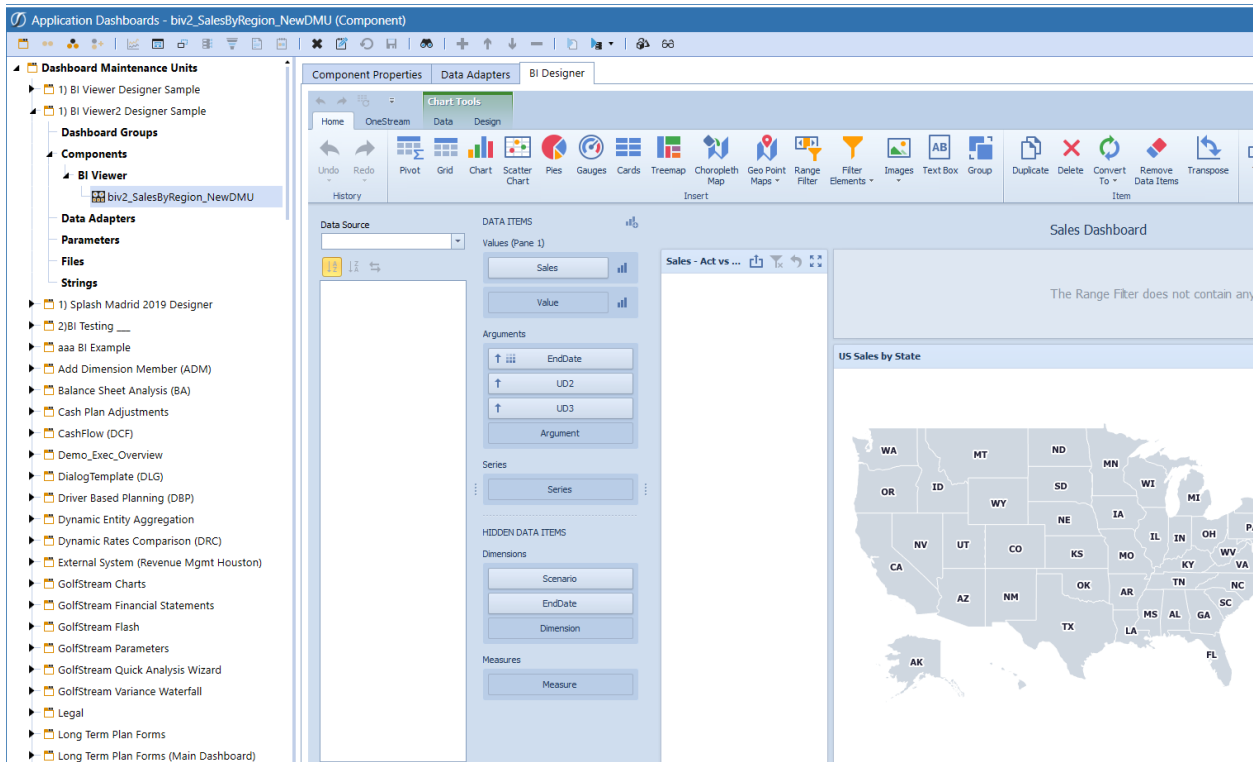 Application Dashboards - biv2_SalesByRegion_NewDMU (Component)
Dashboard Maintenance Units
1) BI Viewer Designer Sample
1) BI Viewer2 Designer Sample
Dashboard Groups
Components
BI Viewer
biv2_SalesByRegion_NewDMU
Data Adapters
Parameters
Files
Strings
1) Splash Madrid 2019 Designer
2)BI Testing __
aaa BI Example
Add Dimension Member (ADM)
Balance Sheet Analysis (BA)
Cash Plan Adjustments
CashFlow (DCF)
Demo_Exec_Overview
DialogTemplate (DLG)
Driver Based Planning (DBP)
Dynamic Entity Aggregation
Dynamic Rates Comparison (DRC)
External System (Revenue Mgmt Houston)
GolfStream Charts
GolfStream Financial Statements
GolfStream Flash
GolfStream Parameters
GolfStream Quick Analysis Wizard
GolfStream Variance Waterfall
Legal
Long Term Plan Forms
Long Term Plan Forms (Main Dashboard)
Component Properties Data Adapters BI Designer
Chart Tools
Home OneStream Data Design
Undo Redo Pivot Grid Chart Scatter Chart Pies Gauges Cards Treemap Choropleth Map Geo Point Maps Range Filter Filter Elements Images Text Box Group Duplicate Delete Convert To Remove Data Items Transpose
History Insert Item
Data Source
DATA ITEMS
Values (Pane 1)
Sales
Value
Arguments
EndDate
UD2
UD3
Argument
Series
Series
HIDDEN DATA ITEMS
Dimensions
Scenario
EndDate
Dimension
Measures
Measure
Sales Dashboard
Sales - Act vs ...
The Range Filter does not contain any
US Sales by State
WA MT ND MN
OR ID SD WI MI
WY IA
NE
NV UT CO IL IN OH PA
KS MO WV
CA KY VA
OK TN NC
AZ NM AR SC
MS AL GA
TX LA
FL
AK